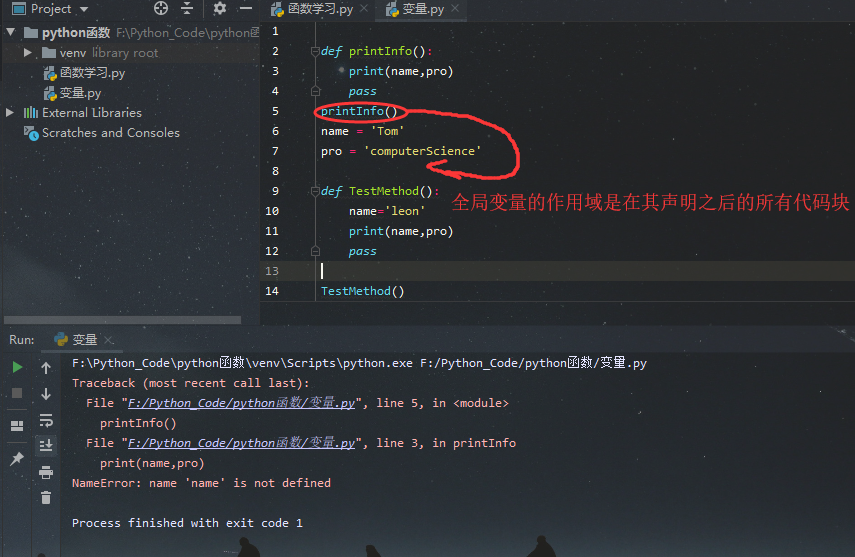 Project
python函数 F:\Python_Code\python函
venv library root
函数学习.py
变量.py
External Libraries
Scratches and Consoles
函数学习.py
变量.py
1
2 def printInfo():
3 print(name,pro)
4 pass
5 printInfo()
6 name = 'Tom'
7 pro = 'computerScience'
8
9 def TestMethod():
全局变量的作用域是在其声明之后的所有代码块
10 name='leon'
11 print(name,pro)
12 pass
13
14 TestMethod()
Run: 变量
F:\Python_Code\python函数\venv\Scripts\python.exe F:/Python_Code/python函数/变量.py
Traceback (most recent call last):
File "F:/Python_Code/python函数/变量.py", line 5, in <module>
printInfo()
File "F:/Python_Code/python函数/变量.py", line 3, in printInfo
print(name,pro)
NameError: name 'name' is not defined
Process finished with exit code 1